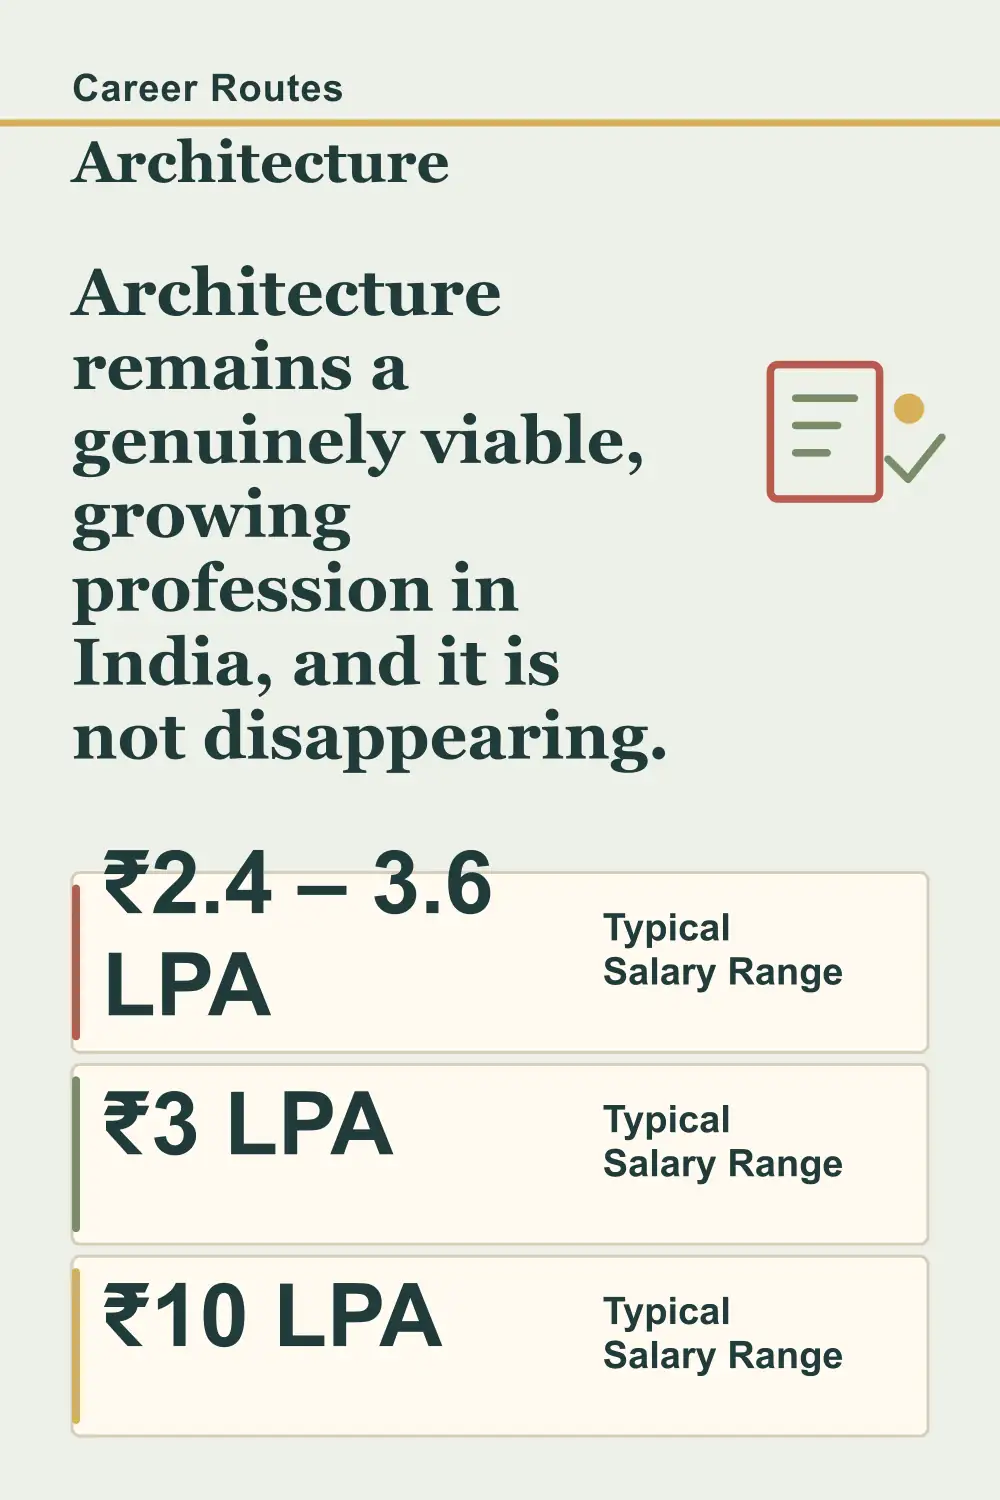 Career Routes
Architecture
Architecture
remains a
genuinely viable,
growing
profession in
India, and it is
not disappearing.
₹2.4 – 3.6
LPA
Typical
Salary Range
₹3 LPA
Typical
Salary Range
₹10 LPA
Typical
Salary Range